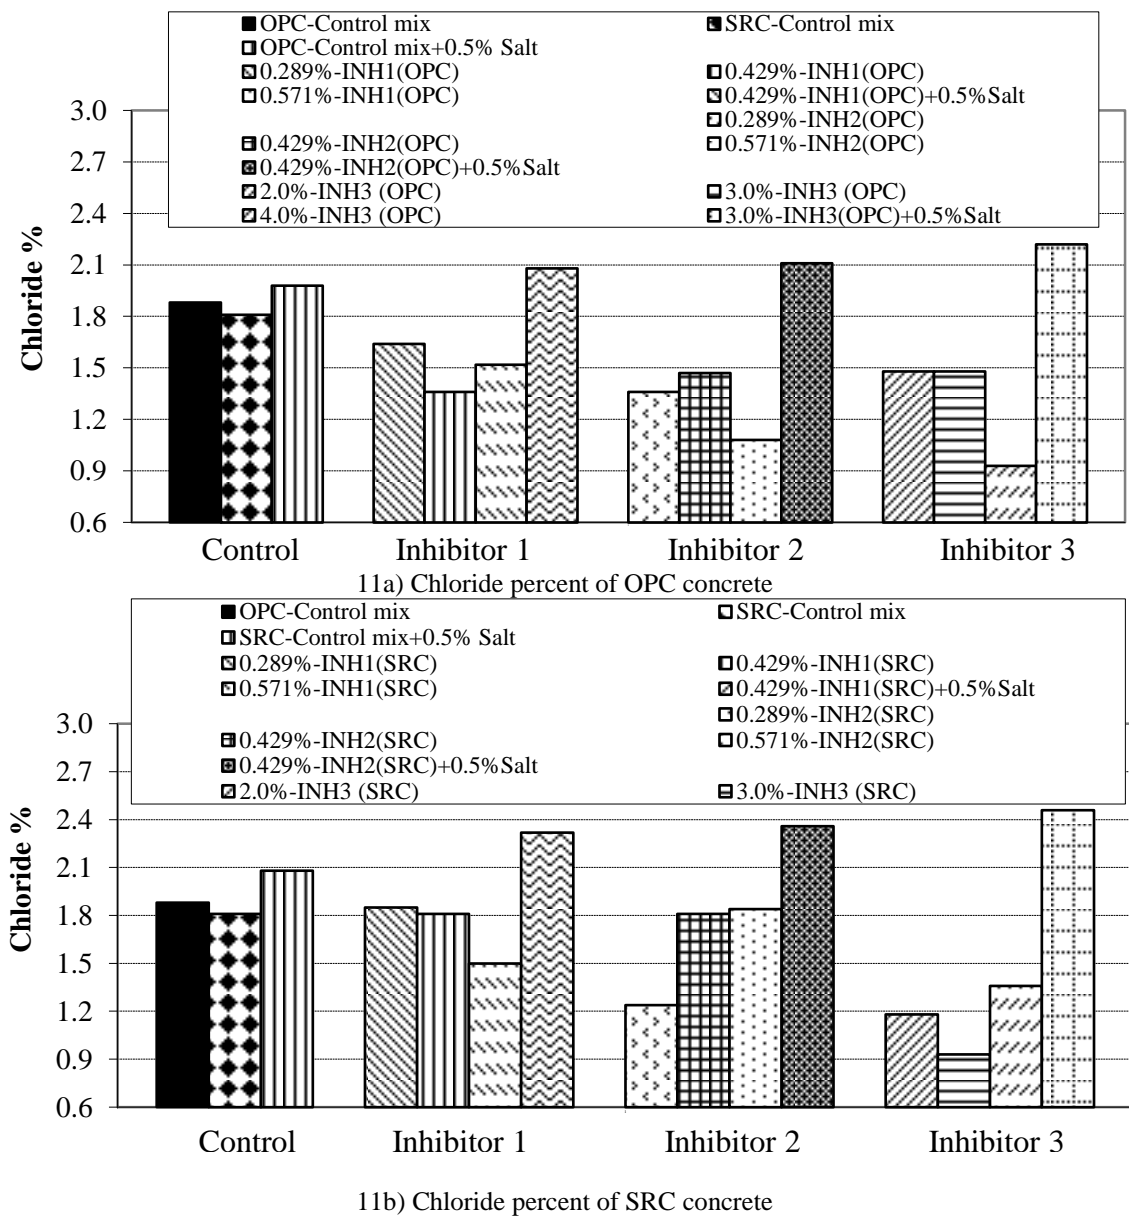 OPC-Control mix SRC-Control mix
OPC-Control mix+0.5% Salt
0.289%-INH1(OPC) 0.429%-INH1(OPC)
0.571%-INH1(OPC) 0.429%-INH1(OPC)+0.5%Salt
0.289%-INH2(OPC)
0.429%-INH2(OPC) 0.571%-INH2(OPC)
0.429%-INH2(OPC)+0.5%Salt
2.0%-INH3 (OPC) 3.0%-INH3 (OPC)
4.0%-INH3 (OPC) 3.0%-INH3(OPC)+0.5%Salt
Chloride %
3.0
2.7
2.4
2.1
1.8
1.5
1.2
0.9
0.6
Control Inhibitor 1 Inhibitor 2 Inhibitor 3
11a) Chloride percent of OPC concrete
OPC-Control mix SRC-Control mix
SRC-Control mix+0.5% Salt
0.289%-INH1(SRC) 0.429%-INH1(SRC)
0.571%-INH1(SRC) 0.429%-INH1(SRC)+0.5%Salt
0.289%-INH2(SRC)
0.429%-INH2(SRC) 0.571%-INH2(SRC)
0.429%-INH2(SRC)+0.5%Salt
2.0%-INH3 (SRC) 3.0%-INH3 (SRC)
Chloride %
3.0
2.7
2.4
2.1
1.8
1.5
1.2
0.9
0.6
Control Inhibitor 1 Inhibitor 2 Inhibitor 3
11b) Chloride percent of SRC concrete